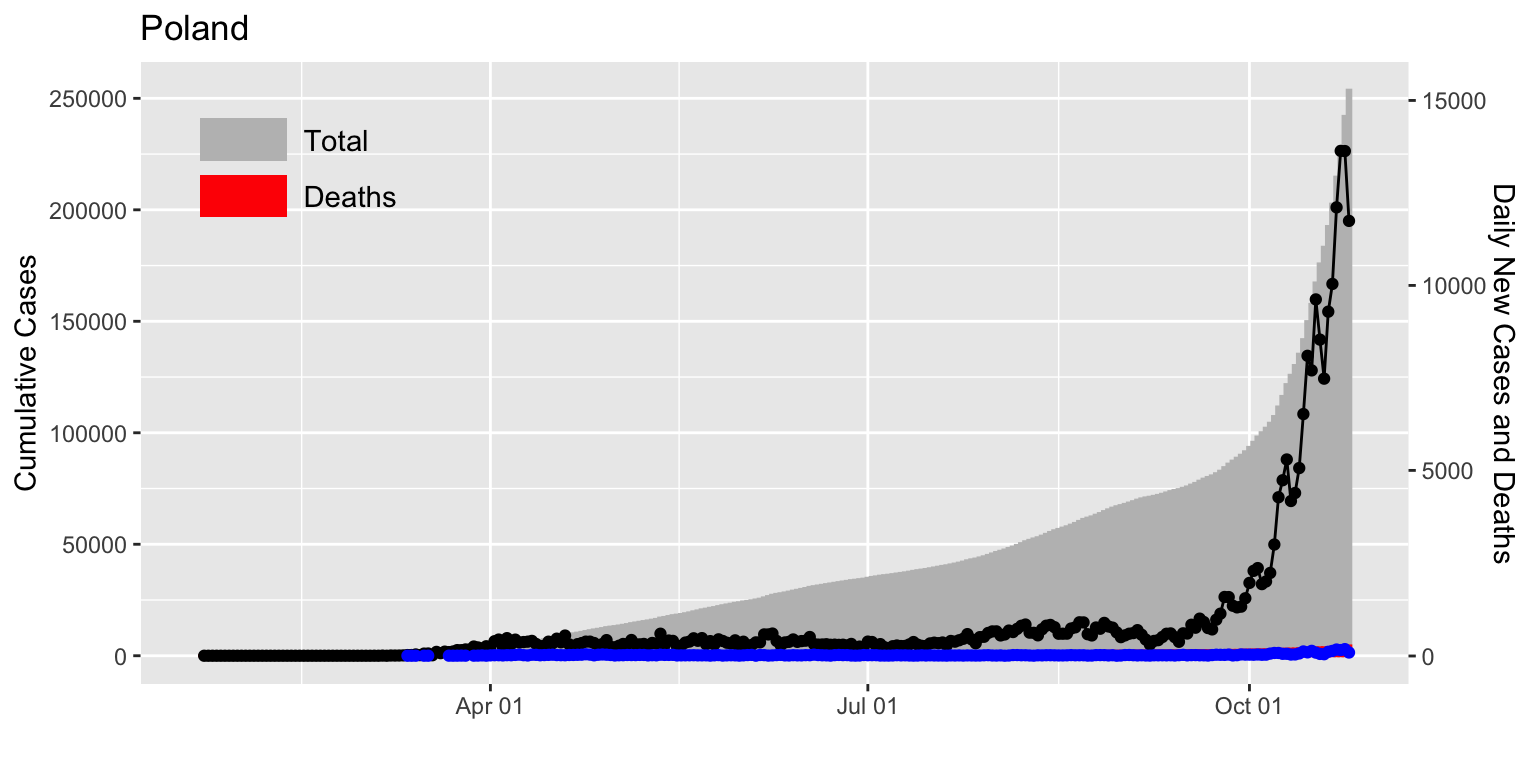 Poland
Total
Deaths
Cumulative Cases
250000
200000
150000
100000
50000
0
15000
10000
5000
0
Daily New Cases and Deaths
Apr 01
Jul 01
Oct 01